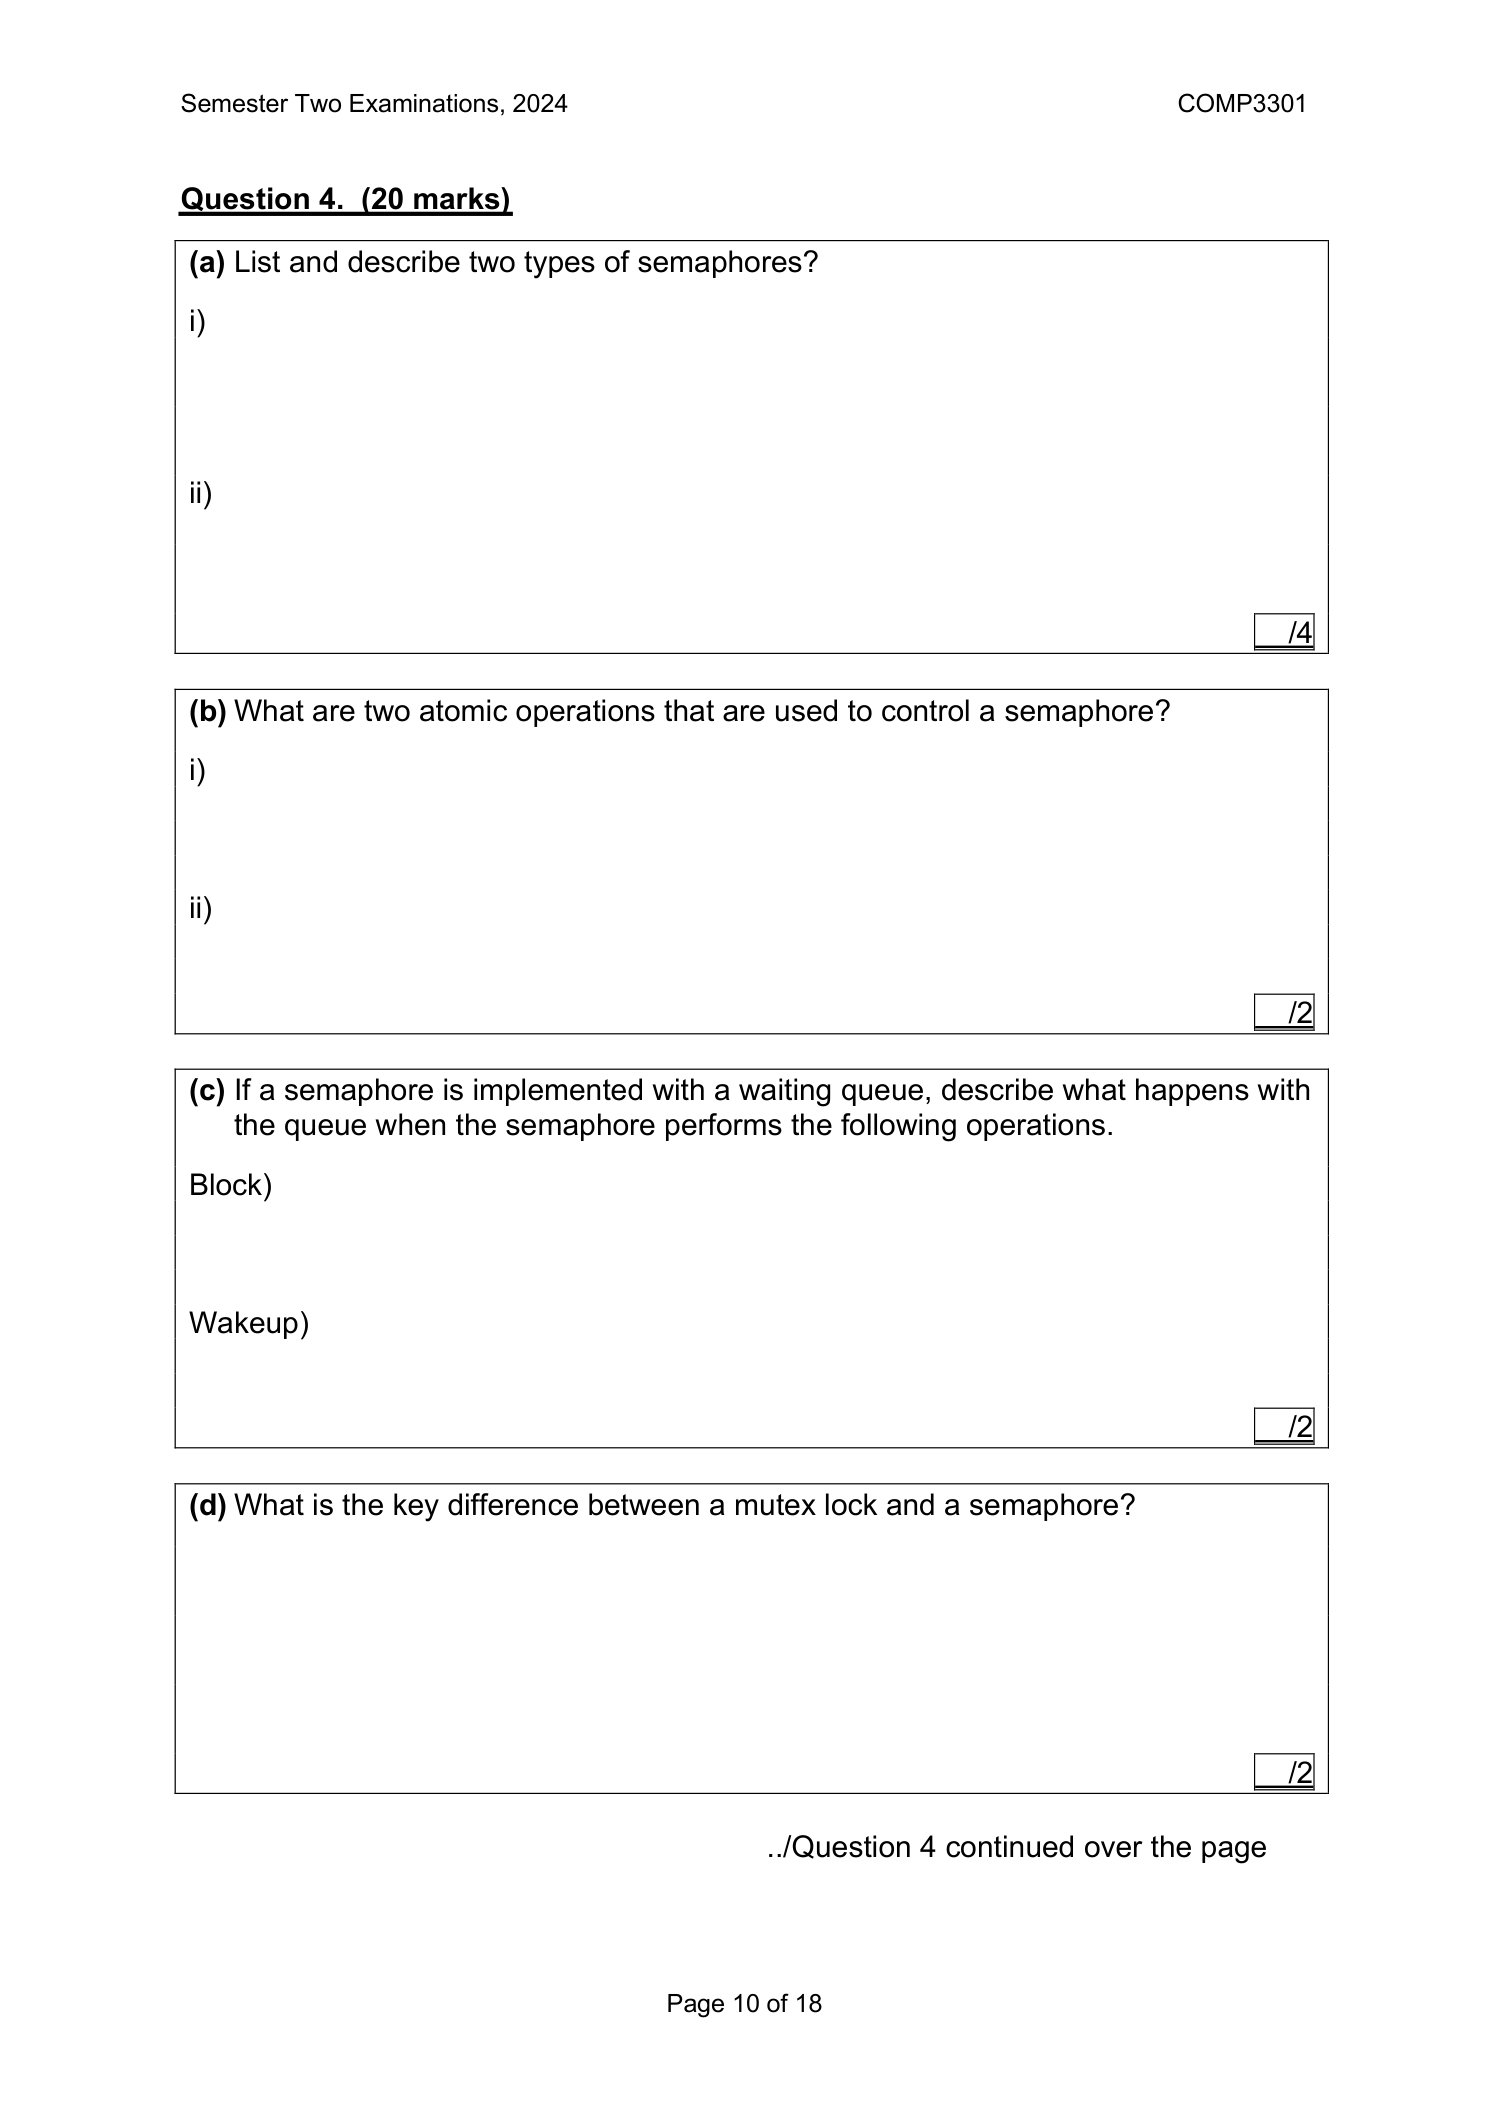 Semester Two Examinations, 2024 COMP3301
Question 4. (20 marks)
(a) List and describe two types of semaphores?
i)
ii)
/4
(b) What are two atomic operations that are used to control a semaphore?
i)
ii)
/2
(c) If a semaphore is implemented with a waiting queue, describe what happens with
the queue when the semaphore performs the following operations.
Block)
Wakeup)
/2
(d) What is the key difference between a mutex lock and a semaphore?
/2
../Question 4 continued over the page
Page 10 of 18